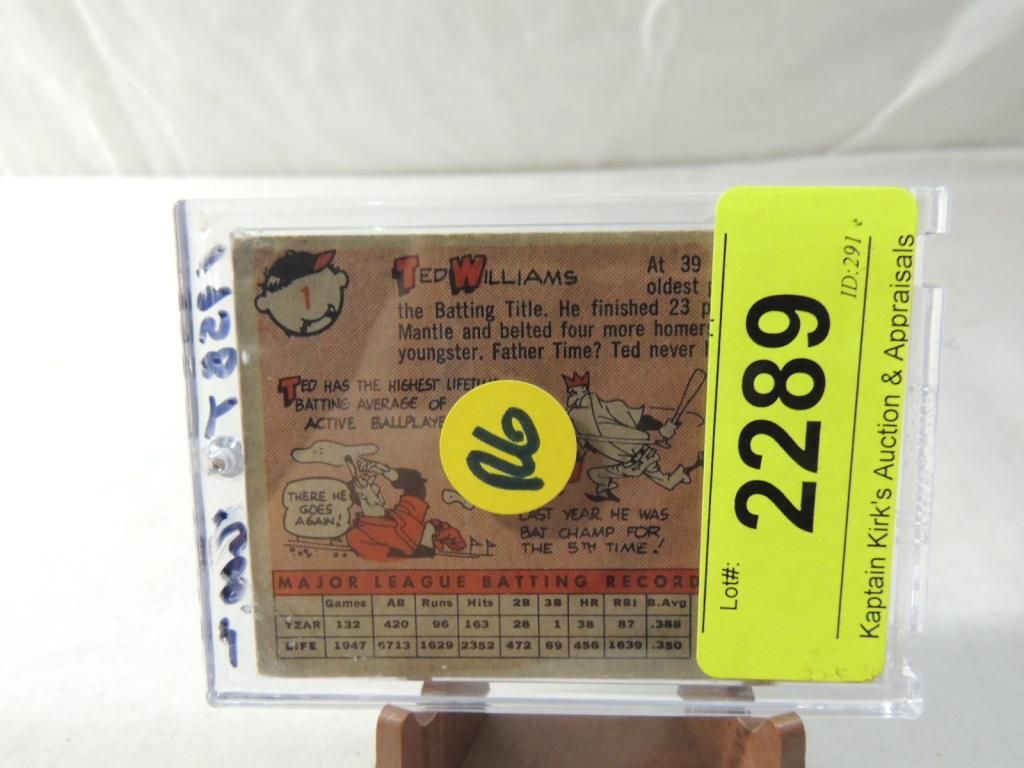 1
TED WILLIAMS
At 39
oldest
the Batting Title. He finished 23 p
Mantle and belted four more homer
youngster. Father Time? Ted never
TED HAS THE HIGHEST LIFETIM
BATTING AVERAGE OF
ACTIVE BALLPLAYE
THERE HE
GOES
AGAIN!
LAST YEAR HE WAS
BAT CHAMP FOR
THE 5TH TIME!
R6
MAJOR LEAGUE BATTING RECORD
Games AB Runs Hits 2B 3B HR RBI B.Avg
YEAR 132 420 96 163 28 1 38 87 .388
LIFE 1947 6713 1629 2352 472 69 456 1639 .350
Lot#:
2289
ID:291
Kaptain Kirk's Auction & Appraisals